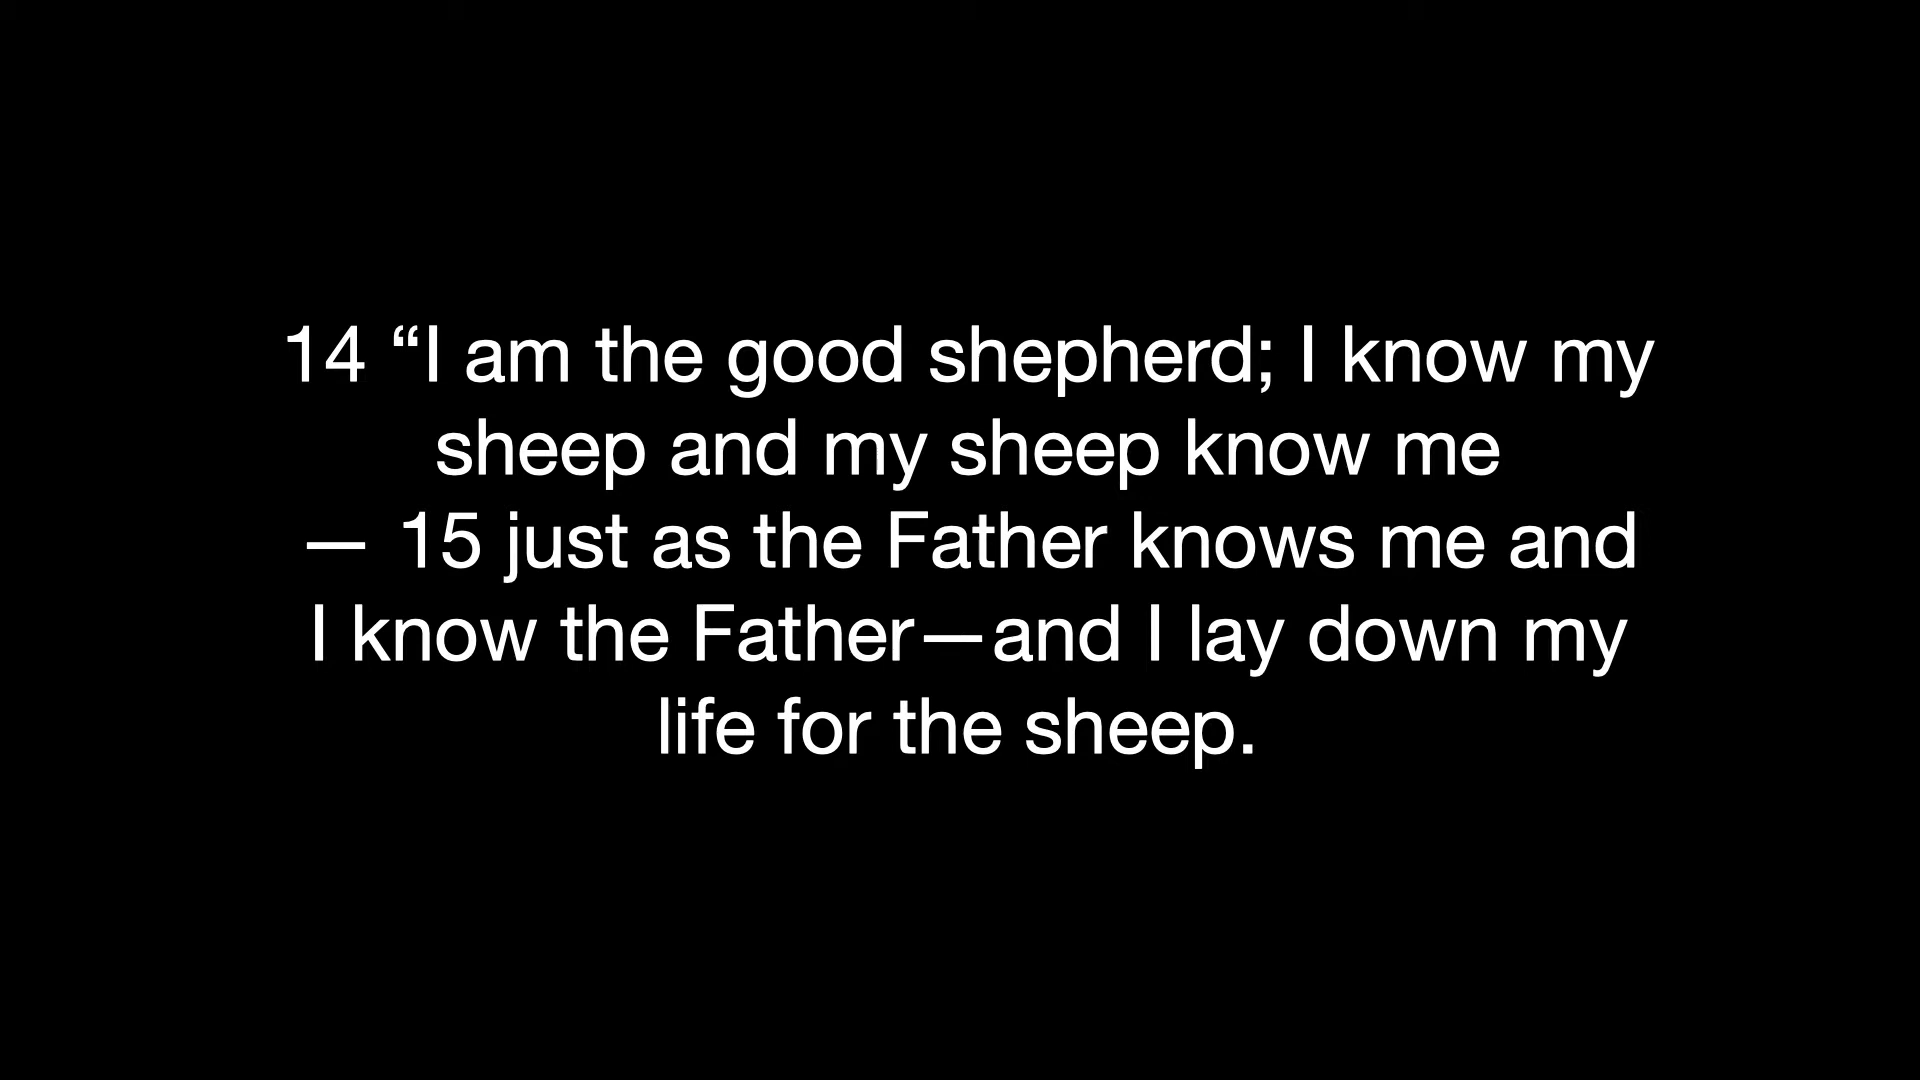 14 “I am the good shepherd; I know my
sheep and my sheep know me
— 15 just as the Father knows me and
I know the Father—and I lay down my
life for the sheep.